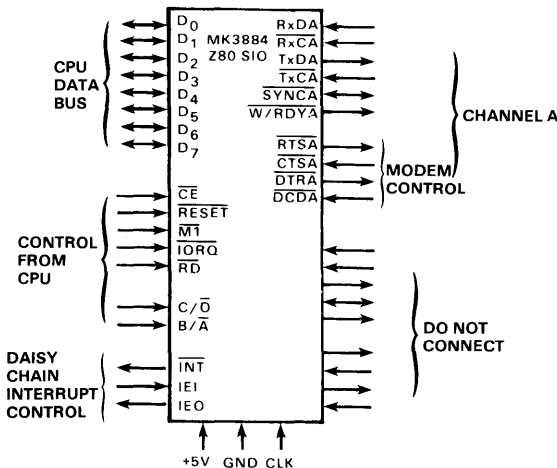 CPU
DATA
BUS
CONTROL
FROM
CPU
DAISY
CHAIN
INTERRUPT
CONTROL
D0
D1
D2
D3
D4
D5
D6
D7
CE
RESET
M1
IORQ
RD
C/D
B/A
INT
IEI
IEO
MK3884
Z80 SIO
RxDA
RxCA
TxDA
TxCA
SYNCA
W/RDYA
RTSA
CTSA
DTRA
DCDA
MODEM
CONTROL
CHANNEL A
DO NOT
CONNECT
+5V GND CLK